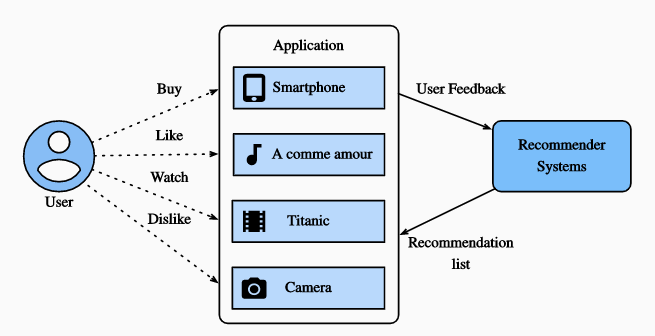 Application
Buy
Smartphone
User Feedback
Like
A comme amour
Recommender
Systems
Watch
User
Dislike
Titanic
Recommendation
list
Camera